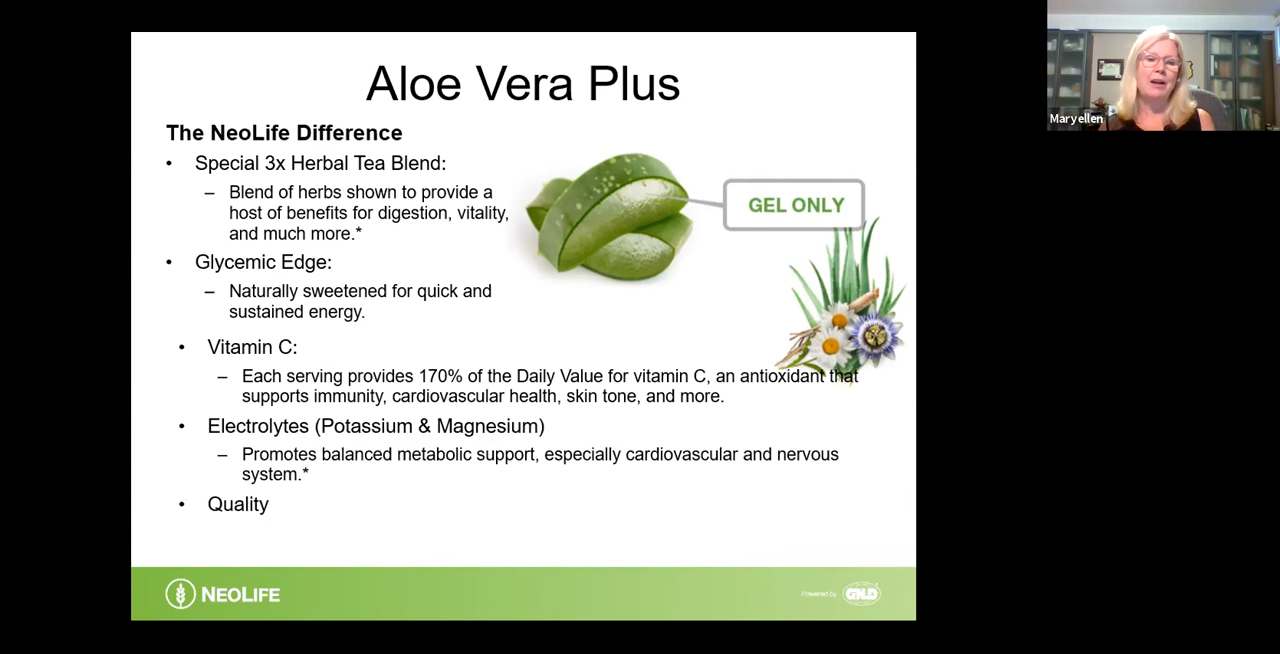 Aloe Vera Plus
The NeoLife Difference
• Special 3x Herbal Tea Blend:
– Blend of herbs shown to provide a
host of benefits for digestion, vitality,
and much more.*
GEL ONLY
• Glycemic Edge:
– Naturally sweetened for quick and
sustained energy.
• Vitamin C:
– Each serving provides 170% of the Daily Value for vitamin C, an antioxidant that
supports immunity, cardiovascular health, skin tone, and more.
• Electrolytes (Potassium & Magnesium)
– Promotes balanced metabolic support, especially cardiovascular and nervous
system.*
• Quality
NEOLIFE
Powered by GNLD
Maryellen